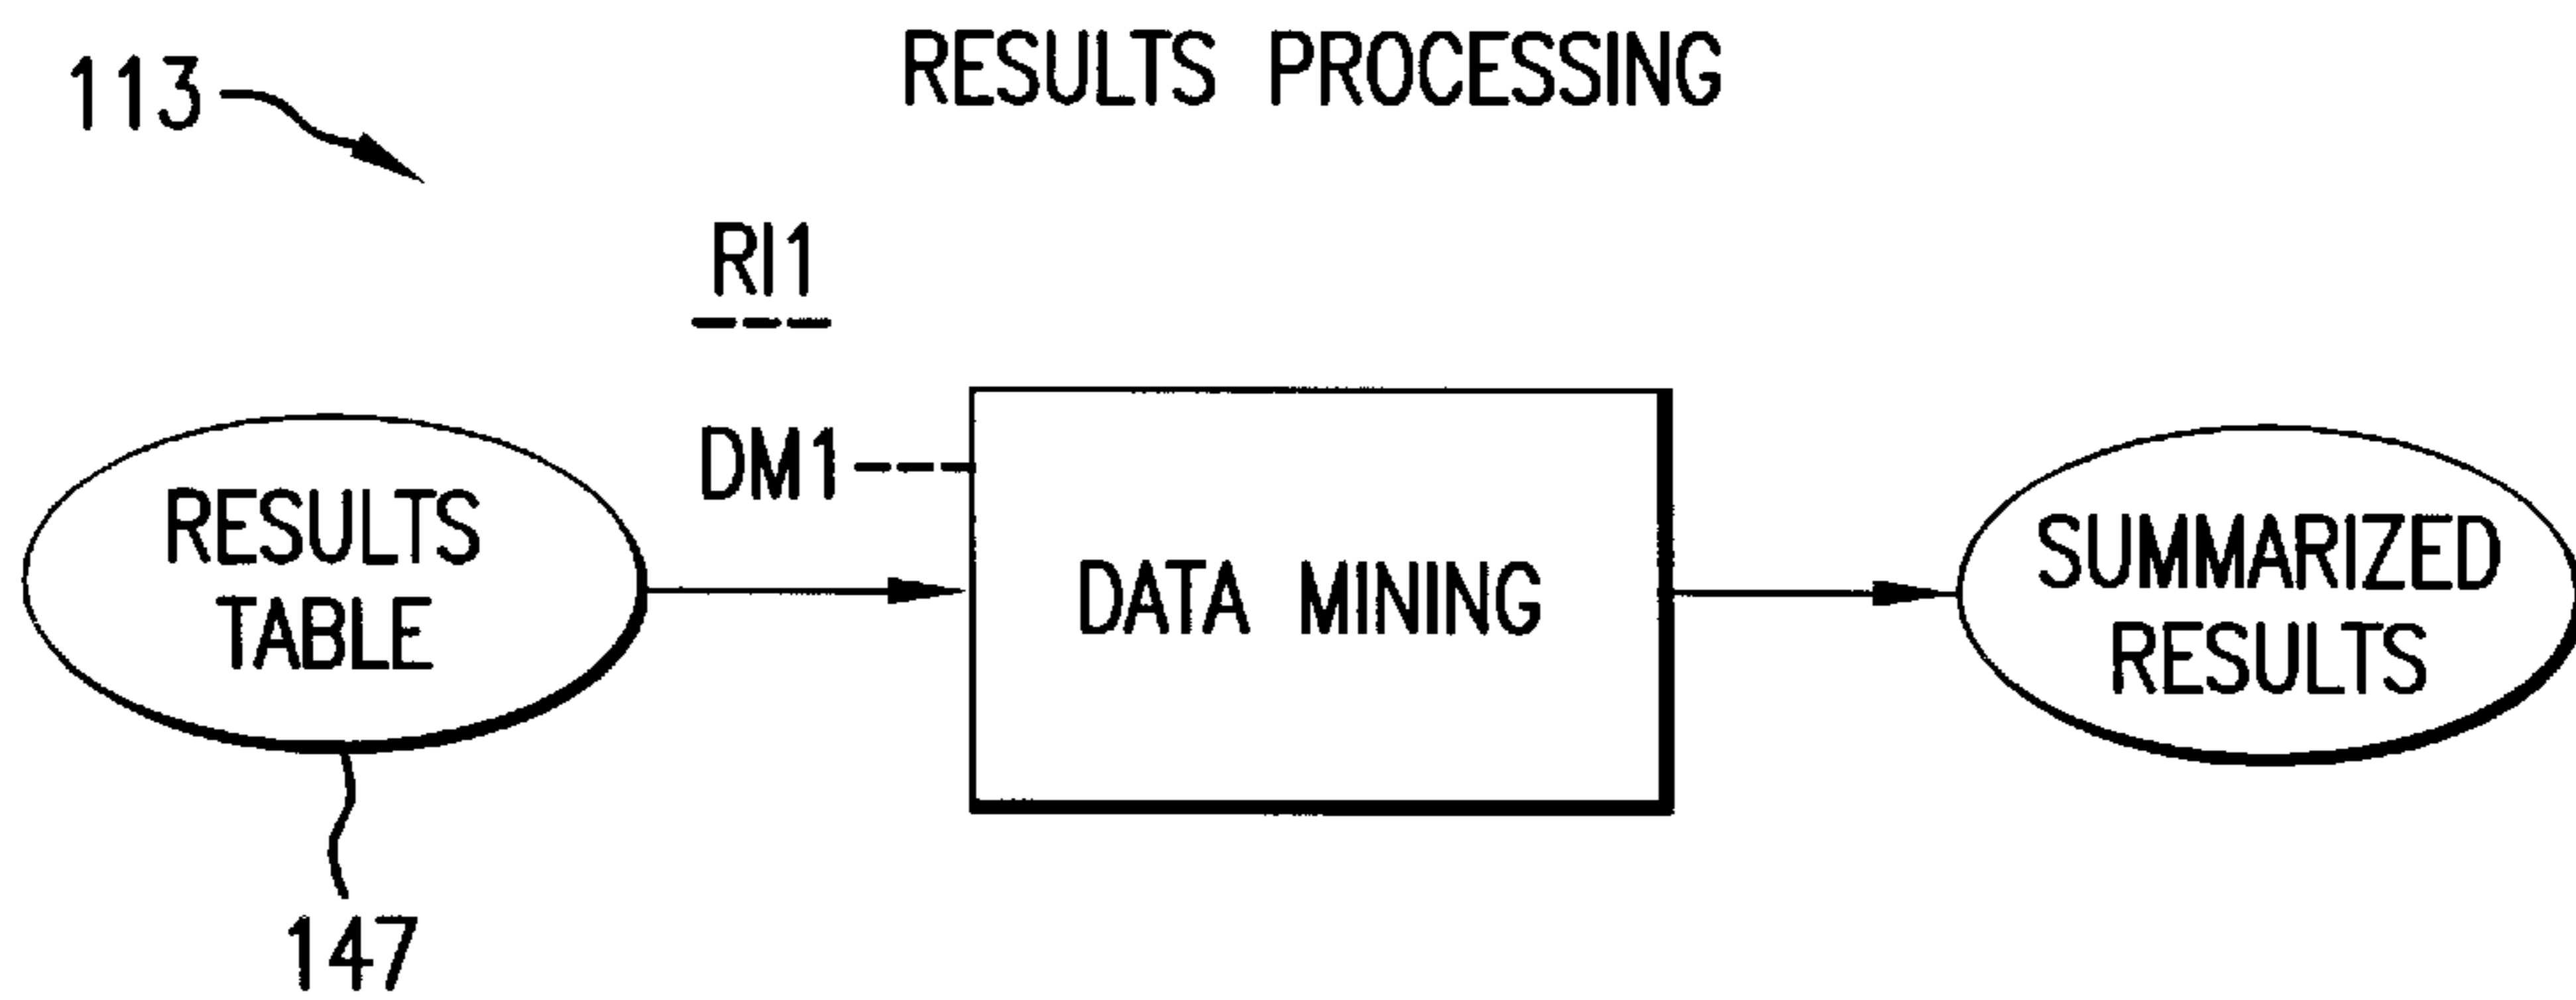 RESULTS PROCESSING
113
RI1
DM1
RESULTS
TABLE
DATA MINING
SUMMARIZED
RESULTS
147